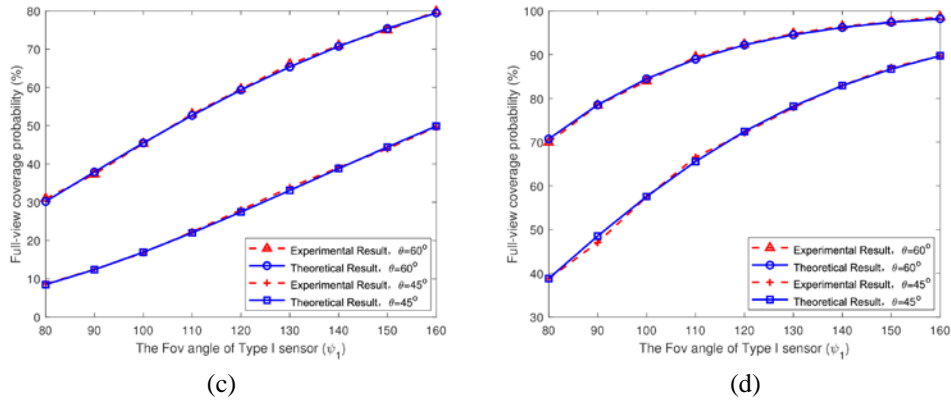 80
70
60
50
40
30
20
10
0
Full-view coverage probability (%)
Experimental Result, θ=60°
Theoretical Result, θ=60°
Experimental Result, θ=45°
Theoretical Result, θ=45°
80 90 100 110 120 130 140 150 160
The Fov angle of Type I sensor (ψ₁)
(c)
100
90
80
70
60
50
40
30
Full-view coverage probability (%)
Experimental Result, θ=60°
Theoretical Result, θ=60°
Experimental Result, θ=45°
Theoretical Result, θ=45°
80 90 100 110 120 130 140 150 160
The Fov angle of Type I sensor (ψ₁)
(d)